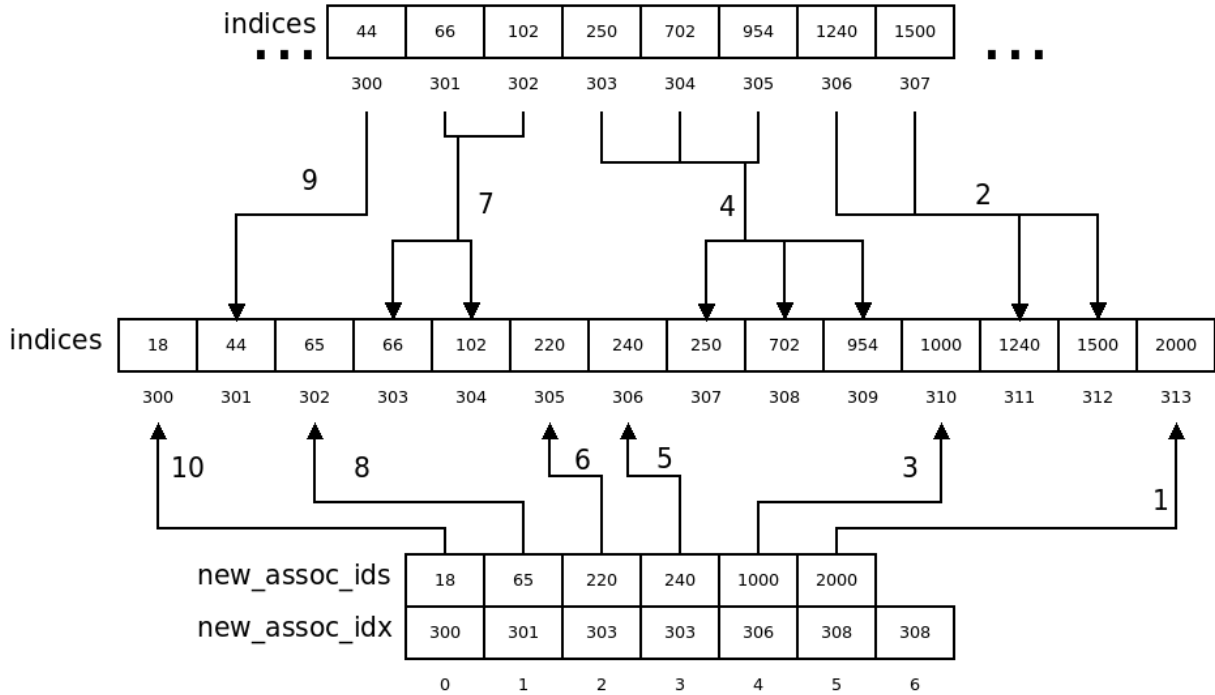 indices 44 66 102 250 702 954 1240 1500
... ...
300 301 302 303 304 305 306 307
9 7 4 2
indices 18 44 65 66 102 220 240 250 702 954 1000 1240 1500 2000
300 301 302 303 304 305 306 307 308 309 310 311 312 313
10 8 6 5 3 1
new_assoc_ids 18 65 220 240 1000 2000
new_assoc_idx 300 301 303 303 306 308 308
0 1 2 3 4 5 6